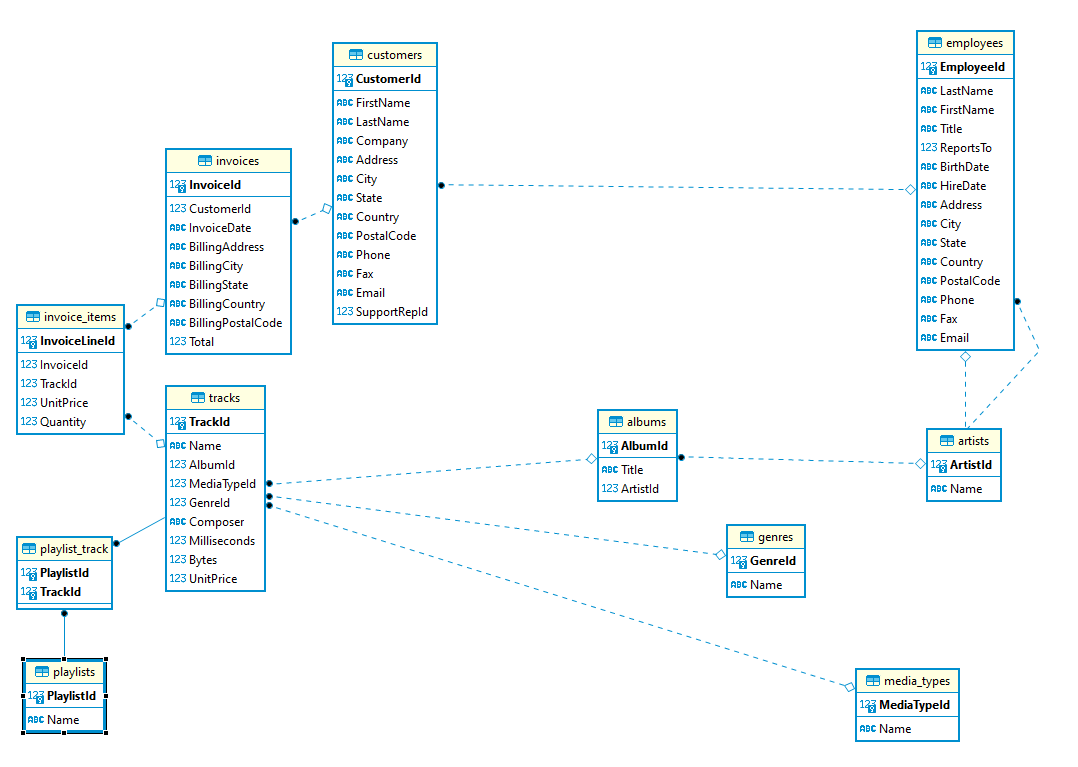 customers
123 CustomerId
ABC FirstName
ABC LastName
ABC Company
ABC Address
ABC City
ABC State
ABC Country
ABC PostalCode
ABC Phone
ABC Fax
ABC Email
123 SupportRepId
employees
123 EmployeeId
ABC LastName
ABC FirstName
ABC Title
123 ReportsTo
ABC BirthDate
ABC HireDate
ABC Address
ABC City
ABC State
ABC Country
ABC PostalCode
ABC Phone
ABC Fax
ABC Email
invoices
123 InvoiceId
123 CustomerId
ABC InvoiceDate
ABC BillingAddress
ABC BillingCity
ABC BillingState
ABC BillingCountry
ABC BillingPostalCode
123 Total
invoice_items
123 InvoiceLineId
123 InvoiceId
123 TrackId
123 UnitPrice
123 Quantity
tracks
123 TrackId
ABC Name
123 AlbumId
123 MediaTypeId
123 GenreId
ABC Composer
123 Milliseconds
123 Bytes
123 UnitPrice
albums
123 AlbumId
ABC Title
123 ArtistId
artists
123 ArtistId
ABC Name
genres
123 GenreId
ABC Name
playlist_track
123 PlaylistId
123 TrackId
playlists
123 PlaylistId
ABC Name
media_types
123 MediaTypeId
ABC Name